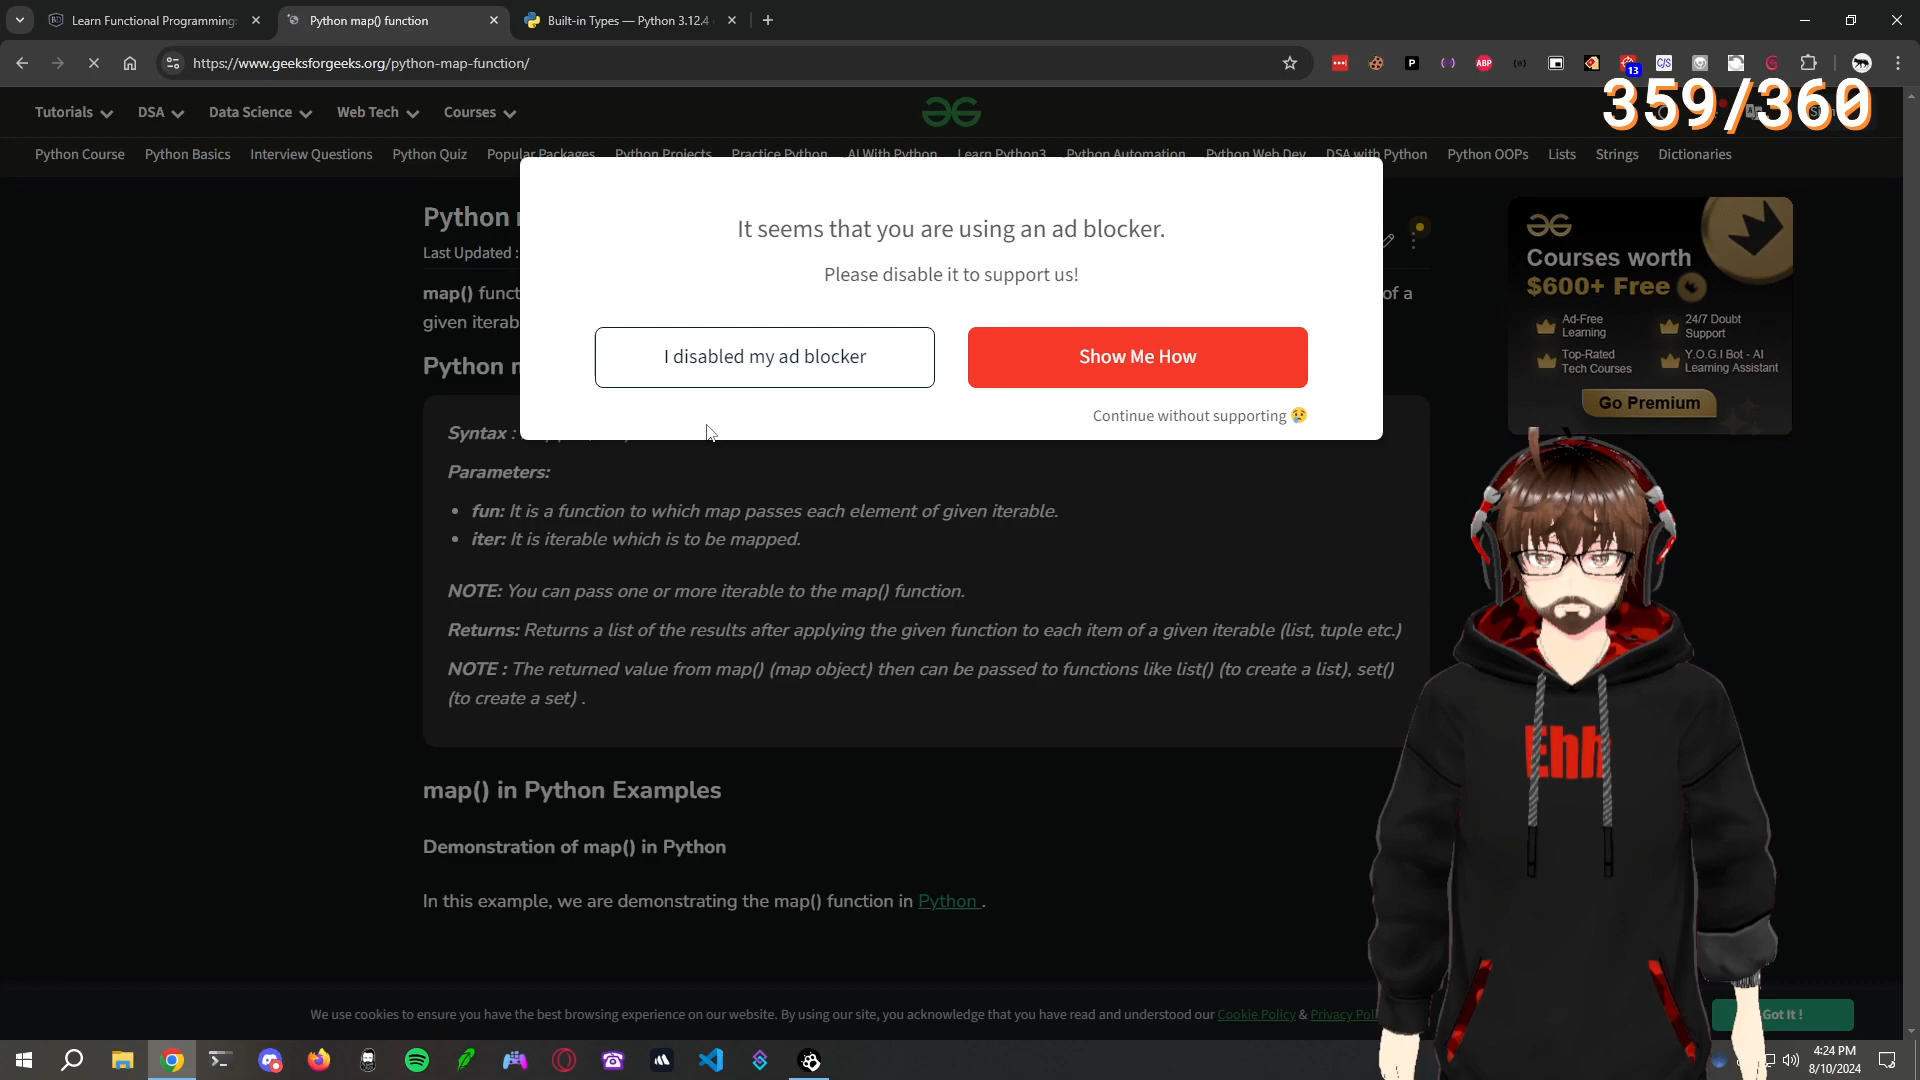 Learn Functional Programming:
Python map() function
Built-in Types — Python 3.12.4
https://www.geeksforgeeks.org/python-map-function/
P
ABP
13
C/S
359/360
Tutorials
DSA
Data Science
Web Tech
Courses
Python Course
Python Basics
Interview Questions
Python Quiz
Popular Packages
Python Projects
Practice Python
AI With Python
Learn Python3
Python Automation
Python Web Dev
DSA with Python
Python OOPs
Lists
Strings
Dictionaries
It seems that you are using an ad blocker.
Please disable it to support us!
I disabled my ad blocker
Show Me How
Continue without supporting 😢
Python
Last Updated :
map()
of a
given
Python
Syntax :
Parameters:
• fun: It is a function to which map passes each element of given iterable.
• iter: It is iterable which is to be mapped.
NOTE: You can pass one or more iterable to the map() function.
Returns: Returns a list of the results after applying the given function to each item of a given iterable (list, tuple etc.)
NOTE : The returned value from map() (map object) then can be passed to functions like list() (to create a list), set()
(to create a set) .
map() in Python Examples
Demonstration of map() in Python
In this example, we are demonstrating the map() function in Python .
Courses worth
$600+ Free
Ad-Free
Learning
24/7 Doubt
Support
Top-Rated
Tech Courses
Y.O.G.I Bot - AI
Learning Assistant
Go Premium
Ehh
We use cookies to ensure you have the best browsing experience on our website. By using our site, you acknowledge that you have read and understood our Cookie Policy & Privacy
Got It !
4:24 PM
8/10/2024